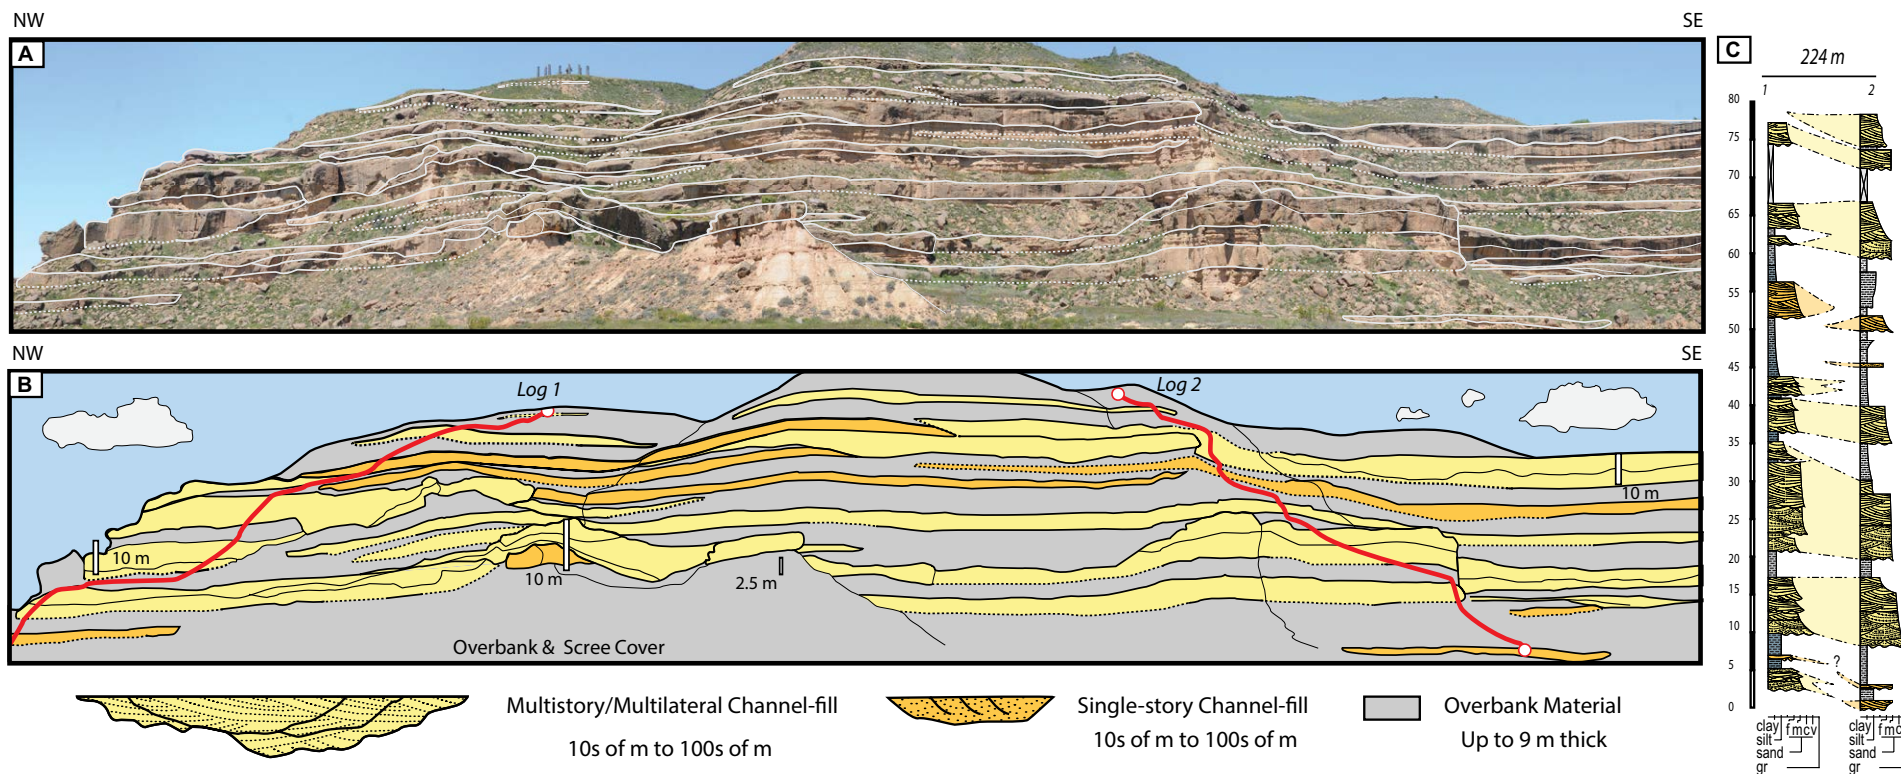 NW
SE
A
C
224 m
1
2
80
75
70
65
60
55
50
45
40
35
30
25
20
15
10
5
0
?
NW
SE
B
Log 1
Log 2
10 m
10 m
10 m
2.5 m
Overbank & Scree Cover
Multistory/Multilateral Channel-fill
10s of m to 100s of m
Single-story Channel-fill
10s of m to 100s of m
Overbank Material
Up to 9 m thick
clay f m c v
silt
sand
gr
clay f m c
silt
sand
gr